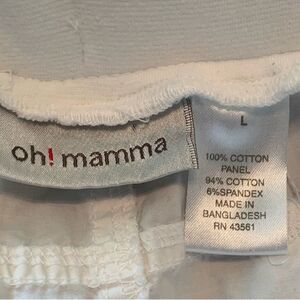 oh! mamma
L
100% COTTON
PANEL
94% COTTON
6%SPANDEX
MADE IN
BANGLADESH
RN 43561